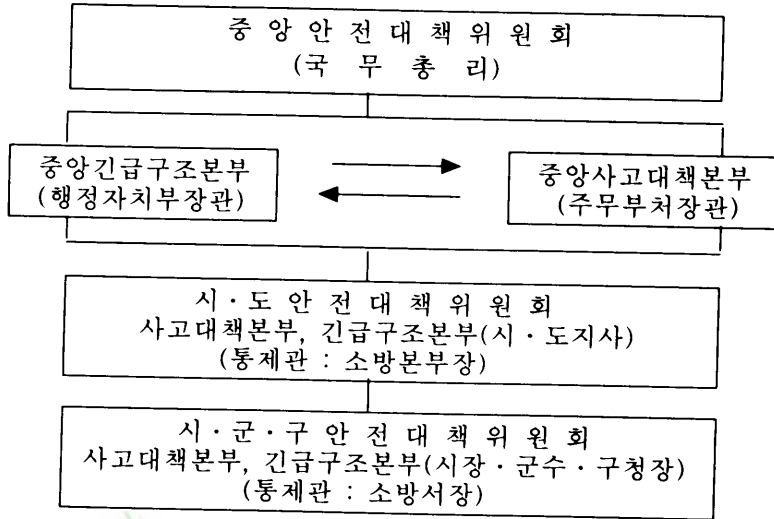 중 앙 안 전 대 책 위 원 회
(국 무 총 리)
중앙긴급구조본부
(행정자치부장관)
중앙사고대책본부
(주무부처장관)
시·도 안 전 대 책 위 원 회
사고대책본부, 긴급구조본부(시·도지사)
(통제관 : 소방본부장)
시·군·구 안 전 대 책 위 원 회
사고대책본부, 긴급구조본부(시장·군수·구청장)
(통제관 : 소방서장)